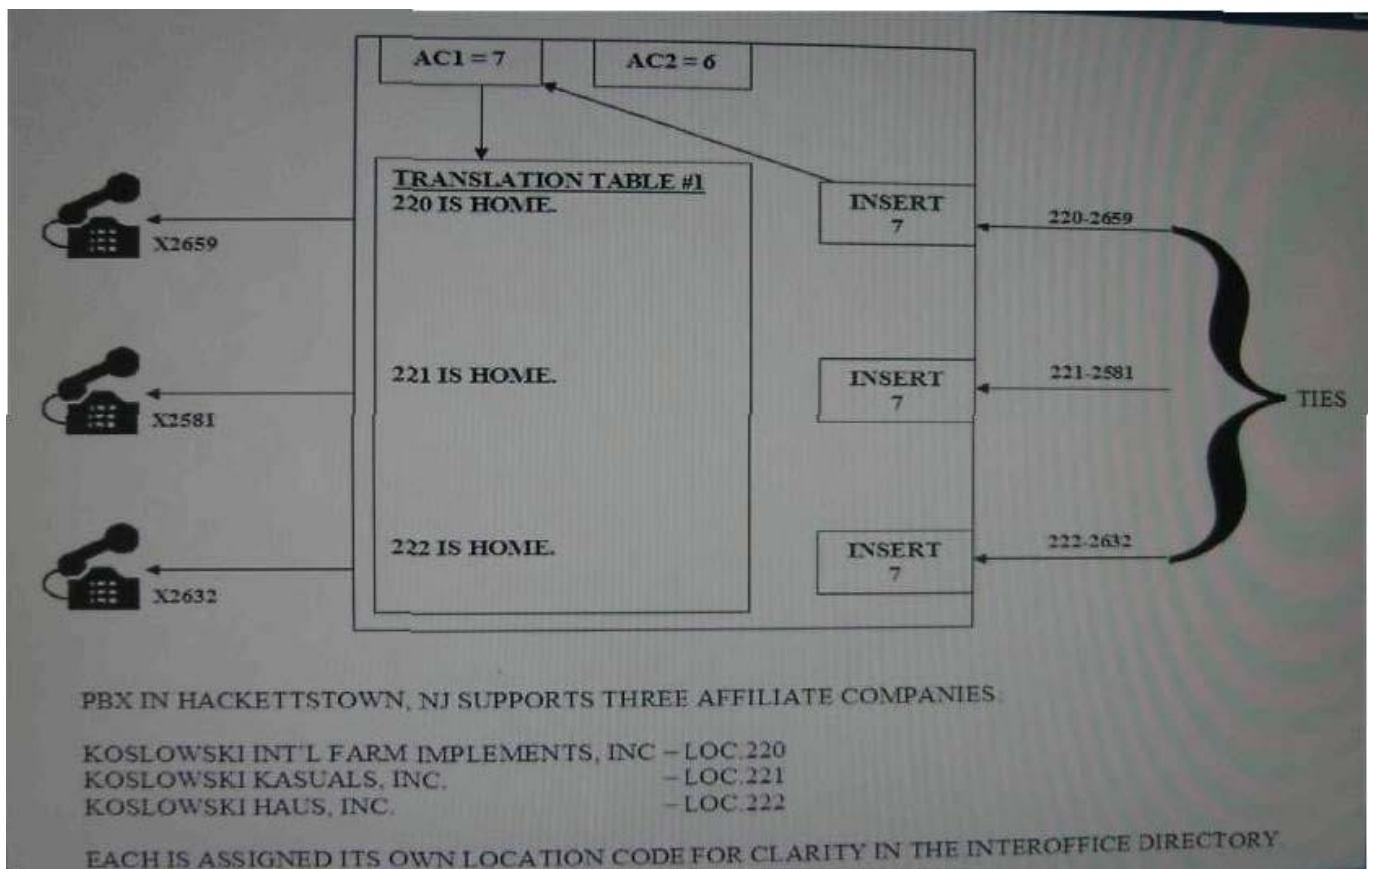 AC1 = 7
AC2 = 6
TRANSLATION TABLE #1
220 IS HOME.
INSERT
7
220-2659
X2659
221 IS HOME.
INSERT
7
221-2581
TIES
X2581
222 IS HOME.
INSERT
7
222-2632
X2632
PBX IN HACKETTSTOWN, NJ SUPPORTS THREE AFFILIATE COMPANIES.
KOSLOWSKI INT'L FARM IMPLEMENTS, INC – LOC.220
KOSLOWSKI KASUALS, INC. – LOC.221
KOSLOWSKI HAUS, INC. – LOC.222
EACH IS ASSIGNED ITS OWN LOCATION CODE FOR CLARITY IN THE INTEROFFICE DIRECTORY